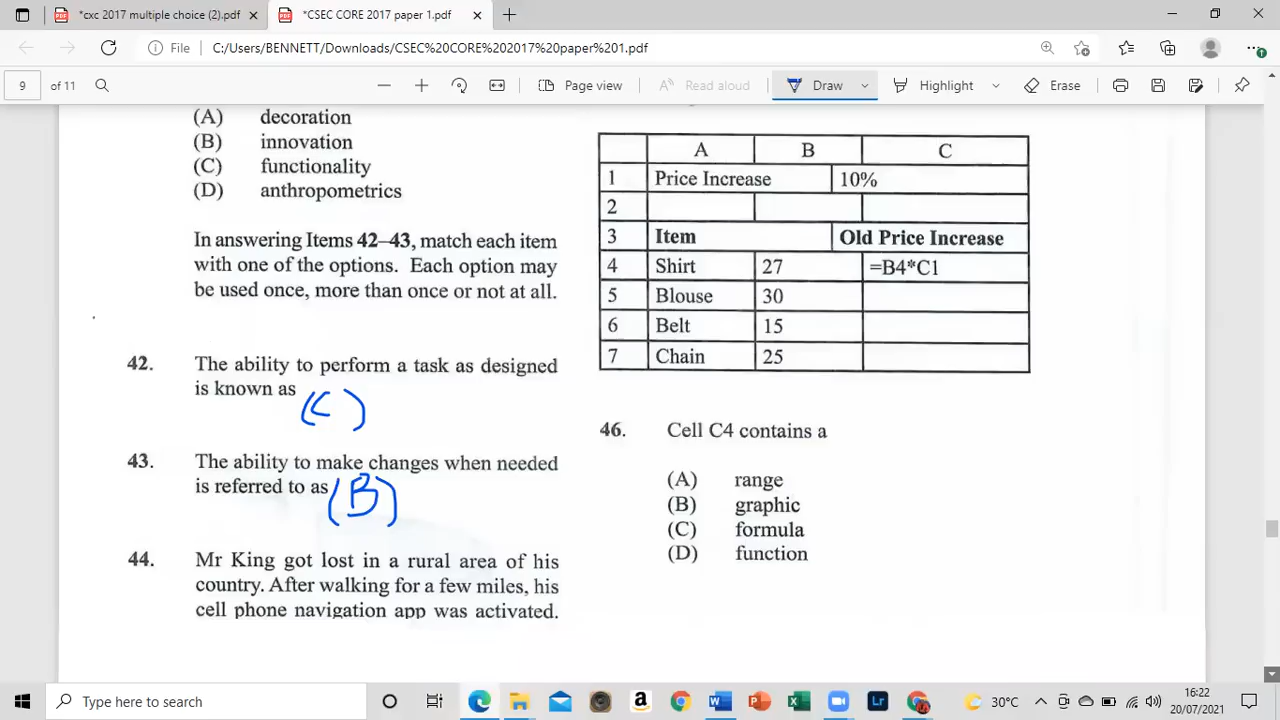 *cxc 2017 multiple choice (2).pdf
*CSEC CORE 2017 paper 1.pdf
File
C:/Users/BENNETT/Downloads/CSEC%20CORE%202017%20paper%201.pdf
9 of 11
Page view
Read aloud
Draw
Highlight
Erase
(A) decoration
(B) innovation
(C) functionality
(D) anthropometrics
In answering Items 42–43, match each item
with one of the options. Each option may
be used once, more than once or not at all.
42. The ability to perform a task as designed
is known as
(C)
43. The ability to make changes when needed
is referred to as (B)
44. Mr King got lost in a rural area of his
country. After walking for a few miles, his
cell phone navigation app was activated.
A B C
1 Price Increase 10%
2
3 Item Old Price Increase
4 Shirt 27 =B4*C1
5 Blouse 30
6 Belt 15
7 Chain 25
46. Cell C4 contains a
(A) range
(B) graphic
(C) formula
(D) function
Type here to search
30°C
16:22
20/07/2021